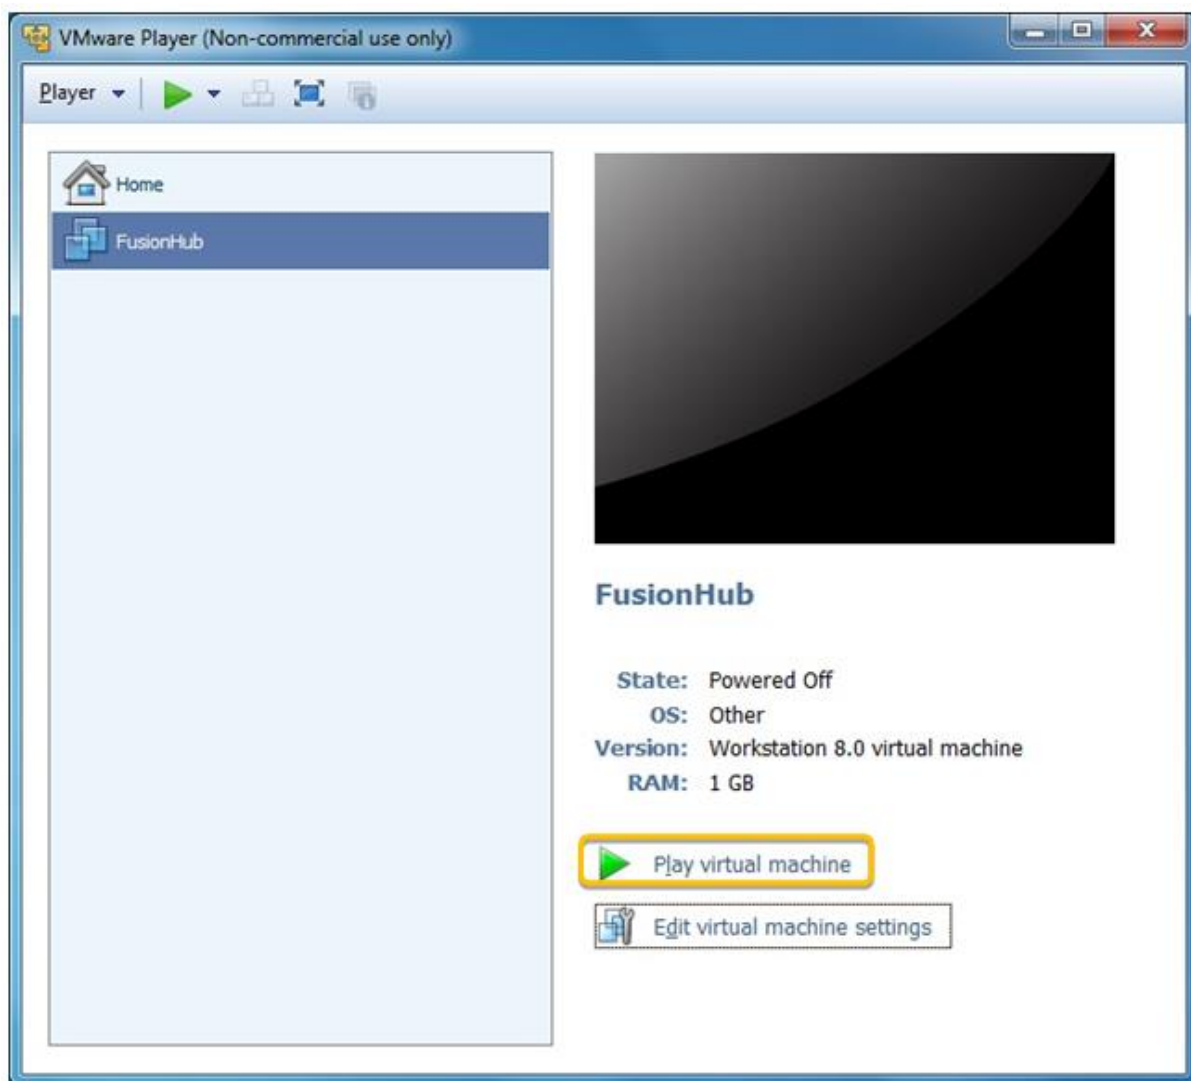 VMware Player (Non-commercial use only)
Player
Home
FusionHub
FusionHub
State: Powered Off
OS: Other
Version: Workstation 8.0 virtual machine
RAM: 1 GB
Play virtual machine
Edit virtual machine settings